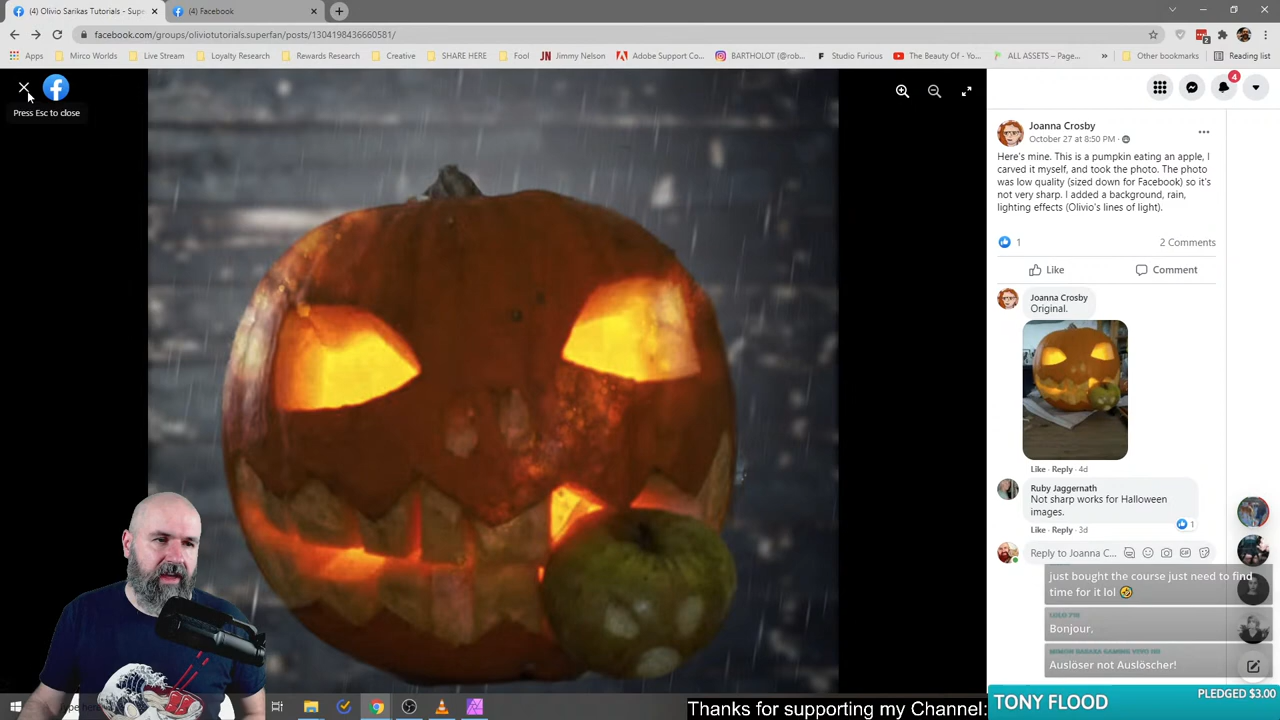 (4) Olivio Sarikas Tutorials - Supe
(4) Facebook
facebook.com/groups/oliviotutorials.superfan/posts/1304198436660581/
2
Apps
Mirco Worlds
Live Stream
Loyalty Research
Rewards Research
Creative
SHARE HERE
Fool
JN Jimmy Nelson
Adobe Support Co...
BARTHOLOT (@rob...
Studio Furious
The Beauty Of - Yo...
ALL ASSETS – Page...
»
Other bookmarks
Reading list
Press Esc to close
4
Joanna Crosby
October 27 at 8:50 PM ·
Here's mine. This is a pumpkin eating an apple, I
carved it myself, and took the photo. The photo
was low quality (sized down for Facebook) so it's
not very sharp. I added a background, rain,
lighting effects (Olivio's lines of light).
1
2 Comments
Like
Comment
Joanna Crosby
Original.
Like · Reply · 4d
Ruby Jaggernath
Not sharp works for Halloween
images.
1
Like · Reply · 3d
Reply to Joanna C...
just bought the course just need to find
time for it lol 🤣
Bonjour,
Auslöser not Auslöscher!
TONY FLOOD
PLEDGED $3.00
Thanks for supporting my Channel: